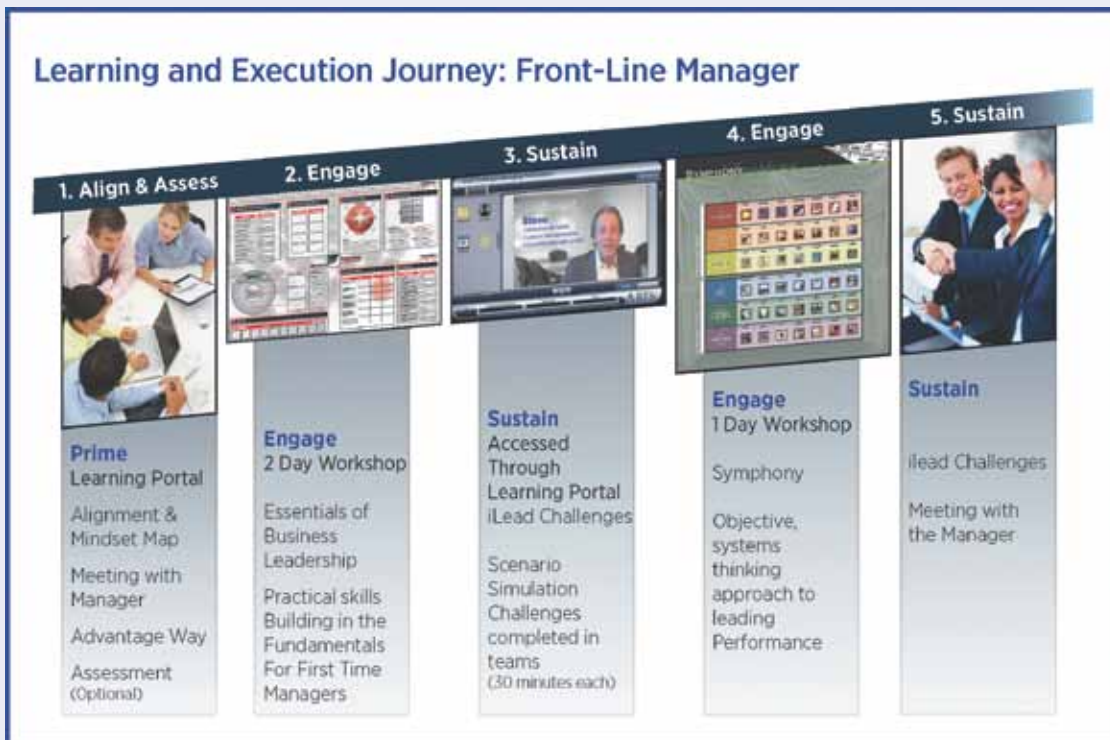 Learning and Execution Journey: Front-Line Manager
1. Align & Assess
2. Engage
3. Sustain
4. Engage
5. Sustain
Prime
Learning Portal
Alignment &
Mindset Map
Meeting with
Manager
Advantage Way
Assessment
(Optional)
Engage
2 Day Workshop
Essentials of
Business
Leadership
Practical skills
Building in the
Fundamentals
For First Time
Managers
Sustain
Accessed
Through
Learning Portal
iLead Challenges
Scenario
Simulation
Challenges
completed in
teams
(30 minutes each)
Engage
1 Day Workshop
Symphony
Objective,
systems
thinking
approach to
leading
Performance
Sustain
ilead Challenges
Meeting with
the Manager